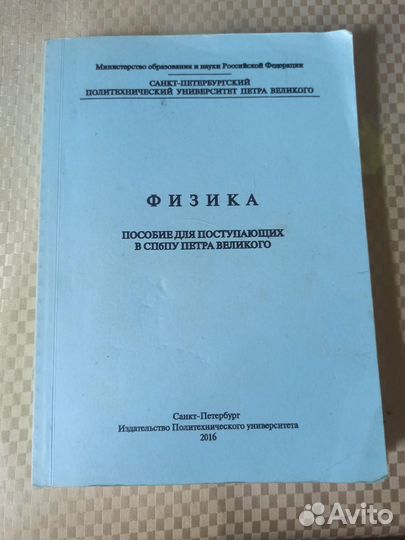 Министерство образования и науки Российской Федерации
САНКТ-ПЕТЕРБУРГСКИЙ
ПОЛИТЕХНИЧЕСКИЙ УНИВЕРСИТЕТ ПЕТРА ВЕЛИКОГО
ФИЗИКА
ПОСОБИЕ ДЛЯ ПОСТУПАЮЩИХ
В СПбПУ ПЕТРА ВЕЛИКОГО
Санкт-Петербург
Издательство Политехнического университета
2016
Avito